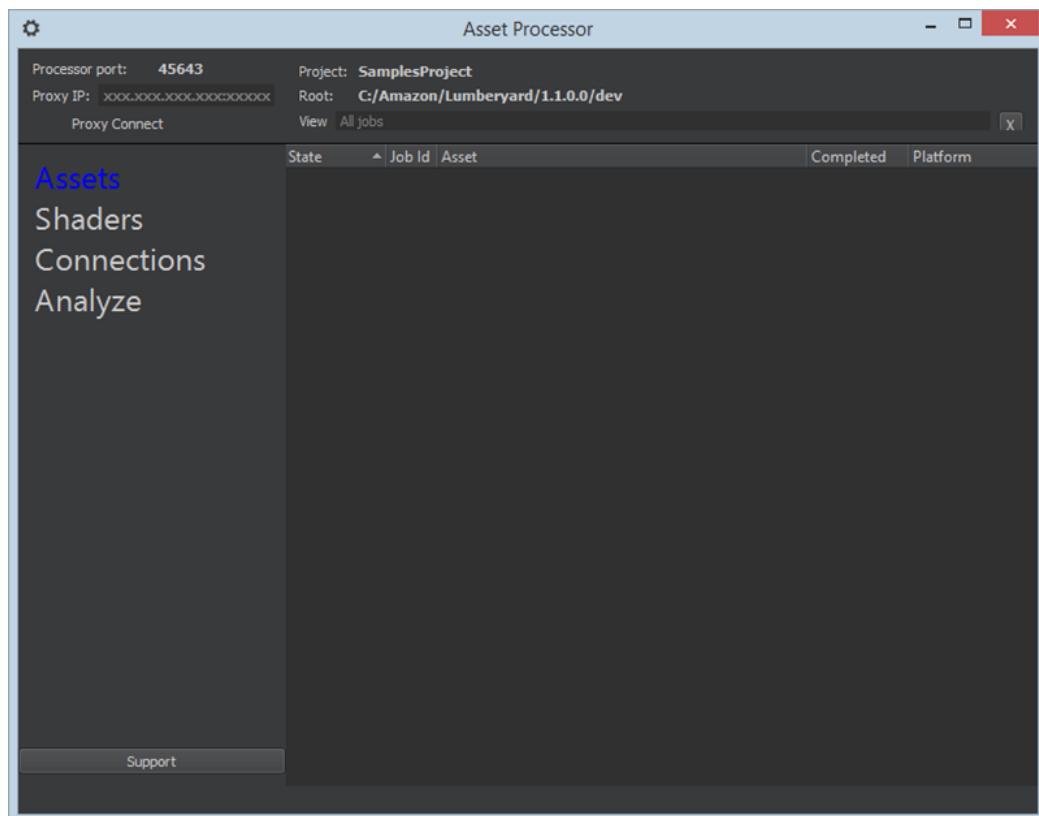 Asset Processor
Processor port: 45643
Proxy IP: xxx.xxx.xxx.xxx:xxxxx
Proxy Connect
Project: SamplesProject
Root: C:/Amazon/Lumberyard/1.1.0.0/dev
View All jobs X
Assets
Shaders
Connections
Analyze
Support
State Job Id Asset Completed Platform